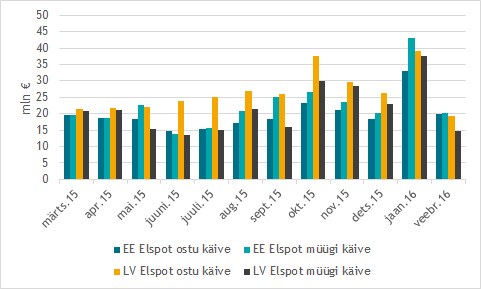 50
45
40
35
30
25
20
15
10
5
0
mln €
märts.15
apr.15
mai.15
juuni.15
juuli.15
aug.15
sept.15
okt.15
nov.15
dets.15
jaan.16
veebr.16
EE Elspot ostu käive
EE Elspot müügi käive
LV Elspot ostu käive
LV Elspot müügi käive